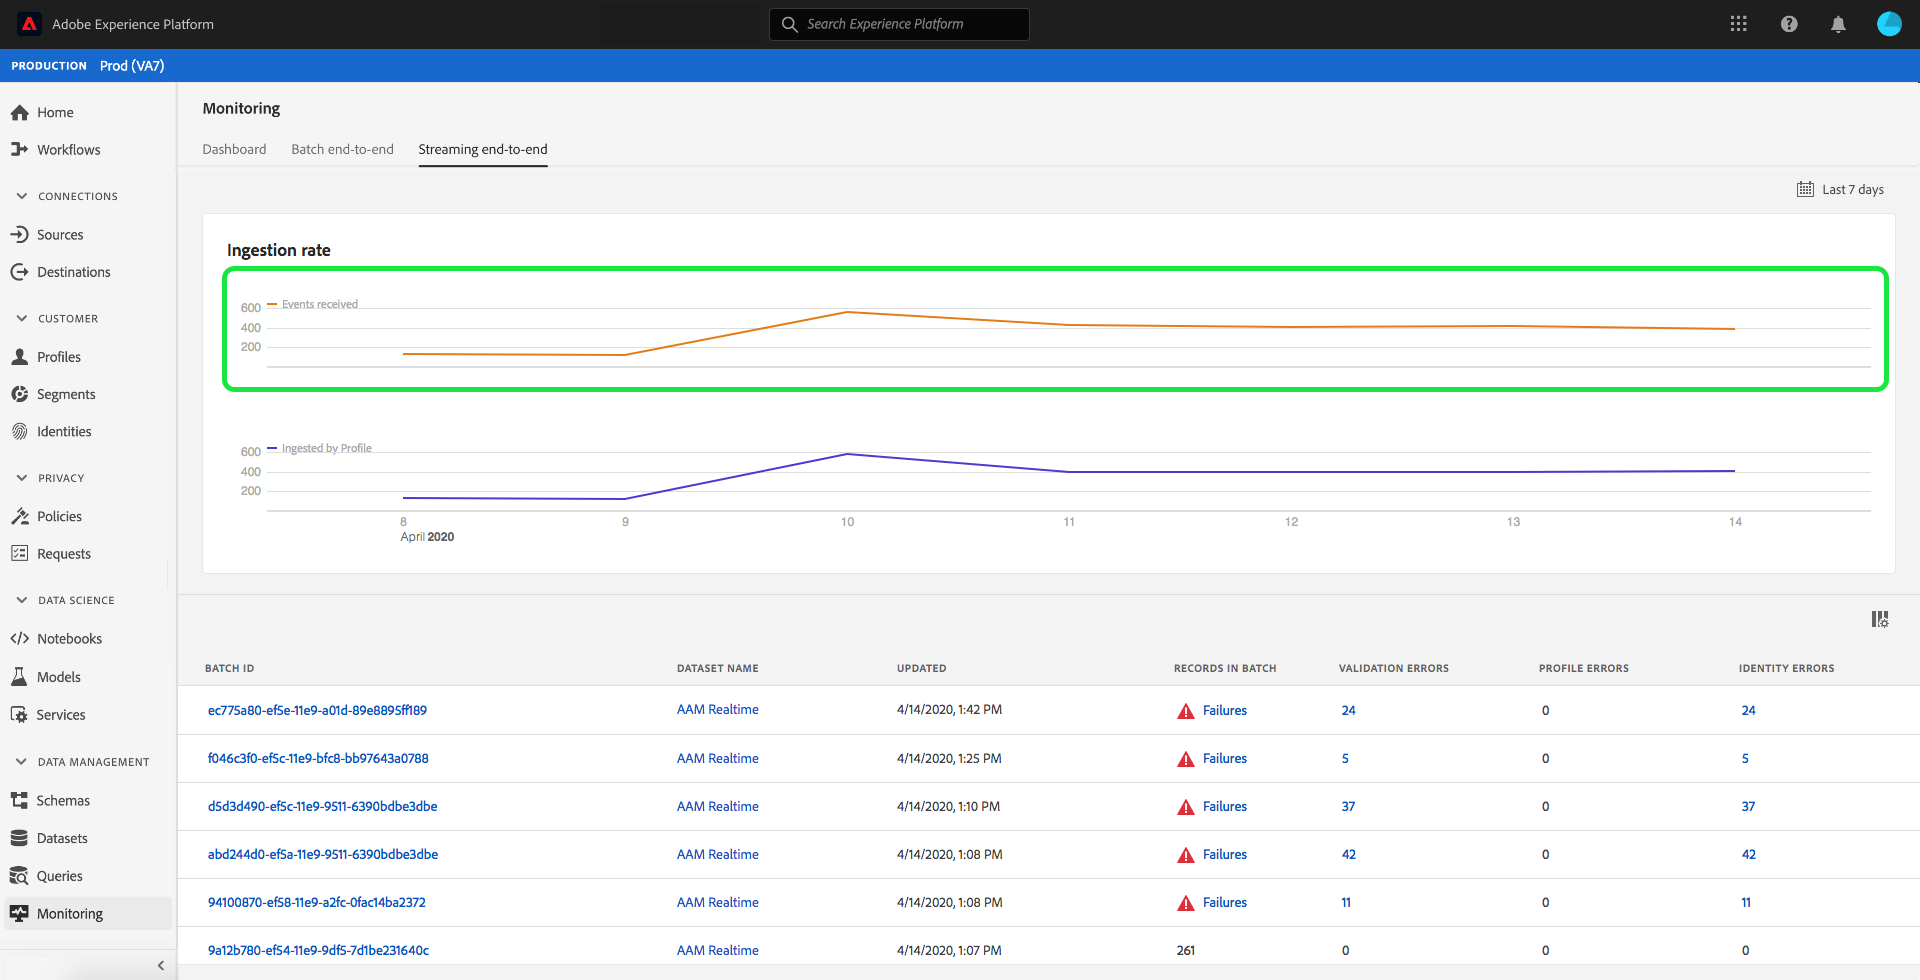 Adobe Experience Platform
Search Experience Platform
PRODUCTION Prod (VA7)
Home
Workflows
CONNECTIONS
Sources
Destinations
CUSTOMER
Profiles
Segments
Identities
PRIVACY
Policies
Requests
DATA SCIENCE
Notebooks
Models
Services
DATA MANAGEMENT
Schemas
Datasets
Queries
Monitoring
Monitoring
Dashboard Batch end-to-end Streaming end-to-end
Last 7 days
Ingestion rate
Events received
600
400
200
Ingested by Profile
600
400
200
8 9 10 11 12 13 14
April 2020
BATCH ID DATASET NAME UPDATED RECORDS IN BATCH VALIDATION ERRORS PROFILE ERRORS IDENTITY ERRORS
ec775a80-ef5e-11e9-a01d-89e8895ff189 AAM Realtime 4/14/2020, 1:42 PM Failures 24 0 24
f046c3f0-ef5c-11e9-bfc8-bb97643a0788 AAM Realtime 4/14/2020, 1:25 PM Failures 5 0 5
d5d3d490-ef5c-11e9-9511-6390bdbe3dbe AAM Realtime 4/14/2020, 1:10 PM Failures 37 0 37
abd244d0-ef5a-11e9-9511-6390bdbe3dbe AAM Realtime 4/14/2020, 1:08 PM Failures 42 0 42
94100870-ef58-11e9-a2fc-0fac14ba2372 AAM Realtime 4/14/2020, 1:08 PM Failures 11 0 11
9a12b780-ef54-11e9-9df5-7d1be231640c AAM Realtime 4/14/2020, 1:07 PM 261 0 0 0